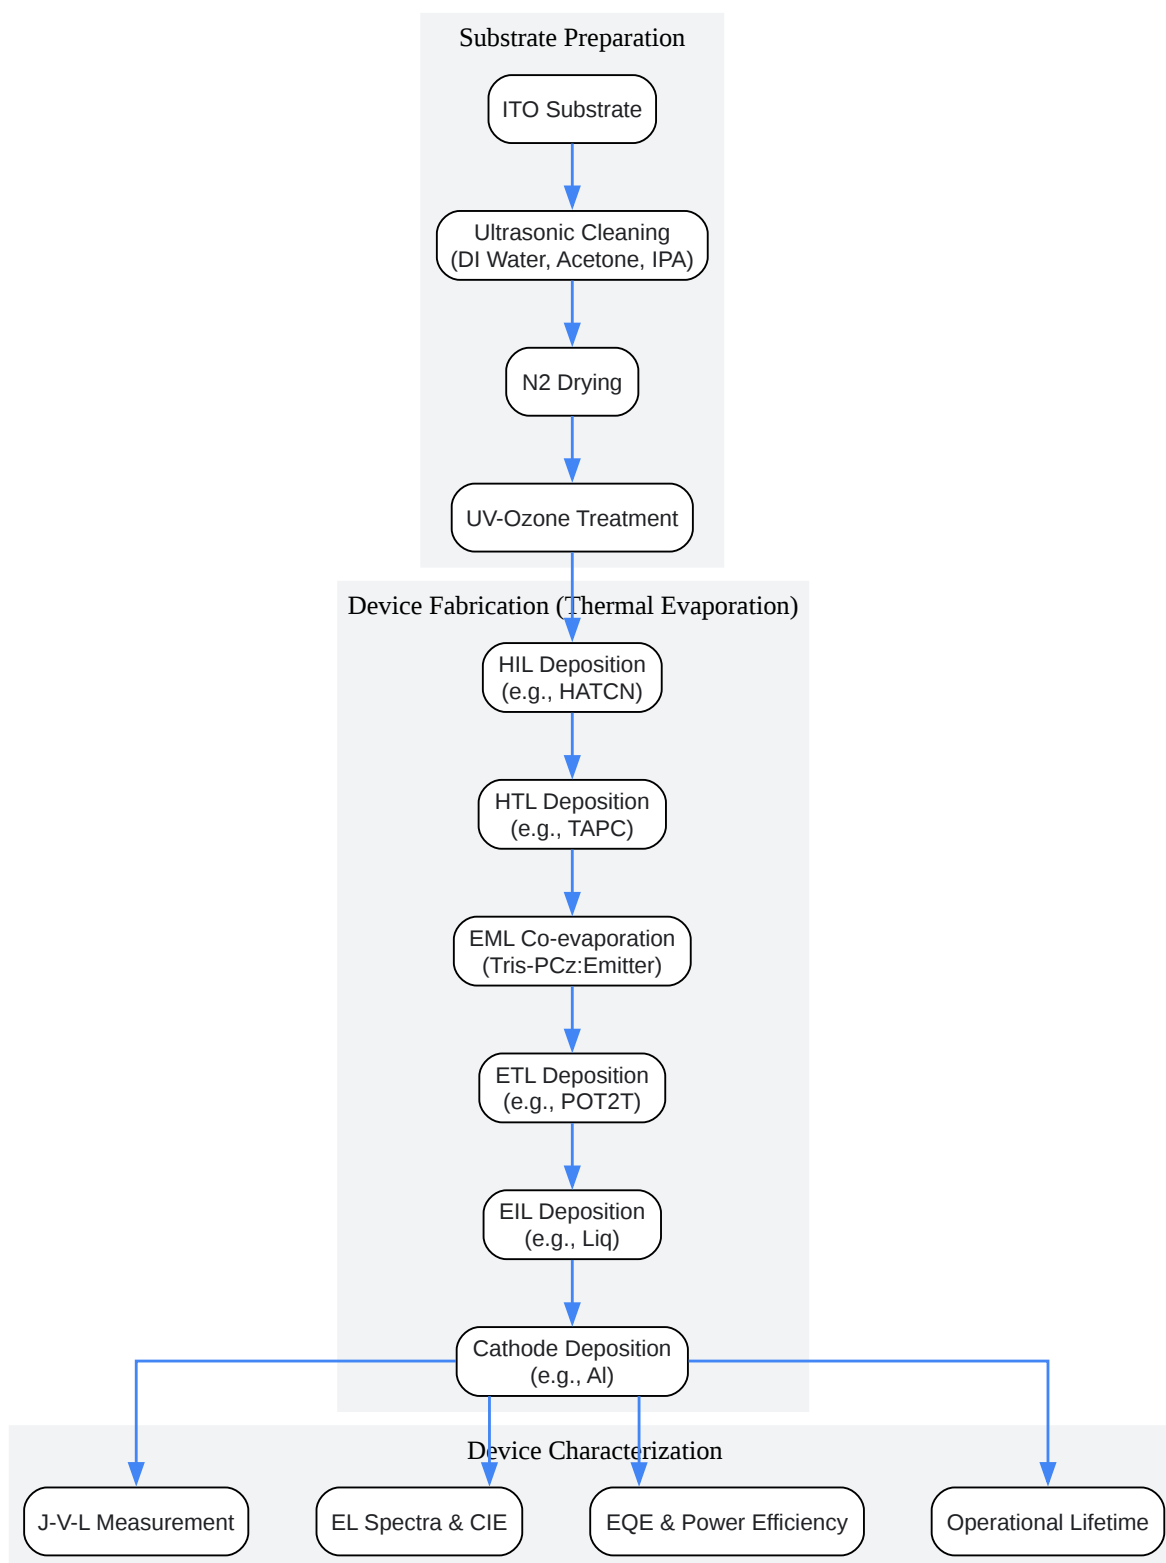 Substrate Preparation
ITO Substrate
Ultrasonic Cleaning
(DI Water, Acetone, IPA)
N2 Drying
UV-Ozone Treatment
Device Fabrication (Thermal Evaporation)
HIL Deposition
(e.g., HATCN)
HTL Deposition
(e.g., TAPC)
EML Co-evaporation
(Tris-PCz:Emitter)
ETL Deposition
(e.g., POT2T)
EIL Deposition
(e.g., Liq)
Cathode Deposition
(e.g., Al)
Device Characterization
J-V-L Measurement
EL Spectra & CIE
EQE & Power Efficiency
Operational Lifetime